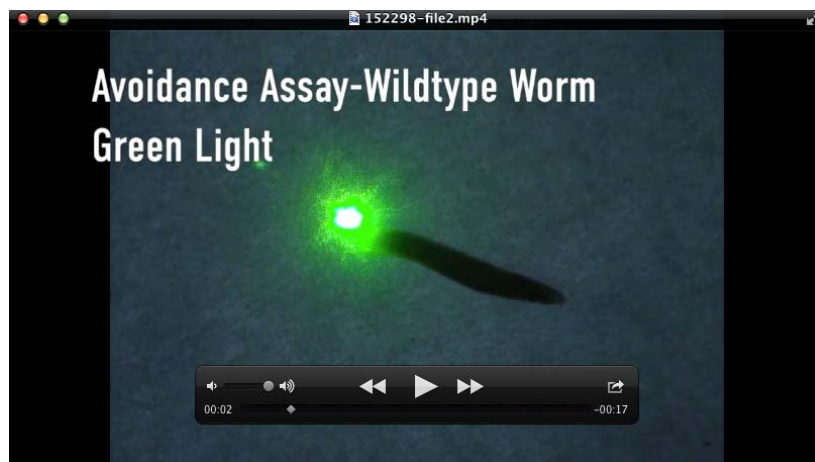 152298-file2.mp4
Avoidance Assay-Wildtype Worm
Green Light
00:02
-00:17